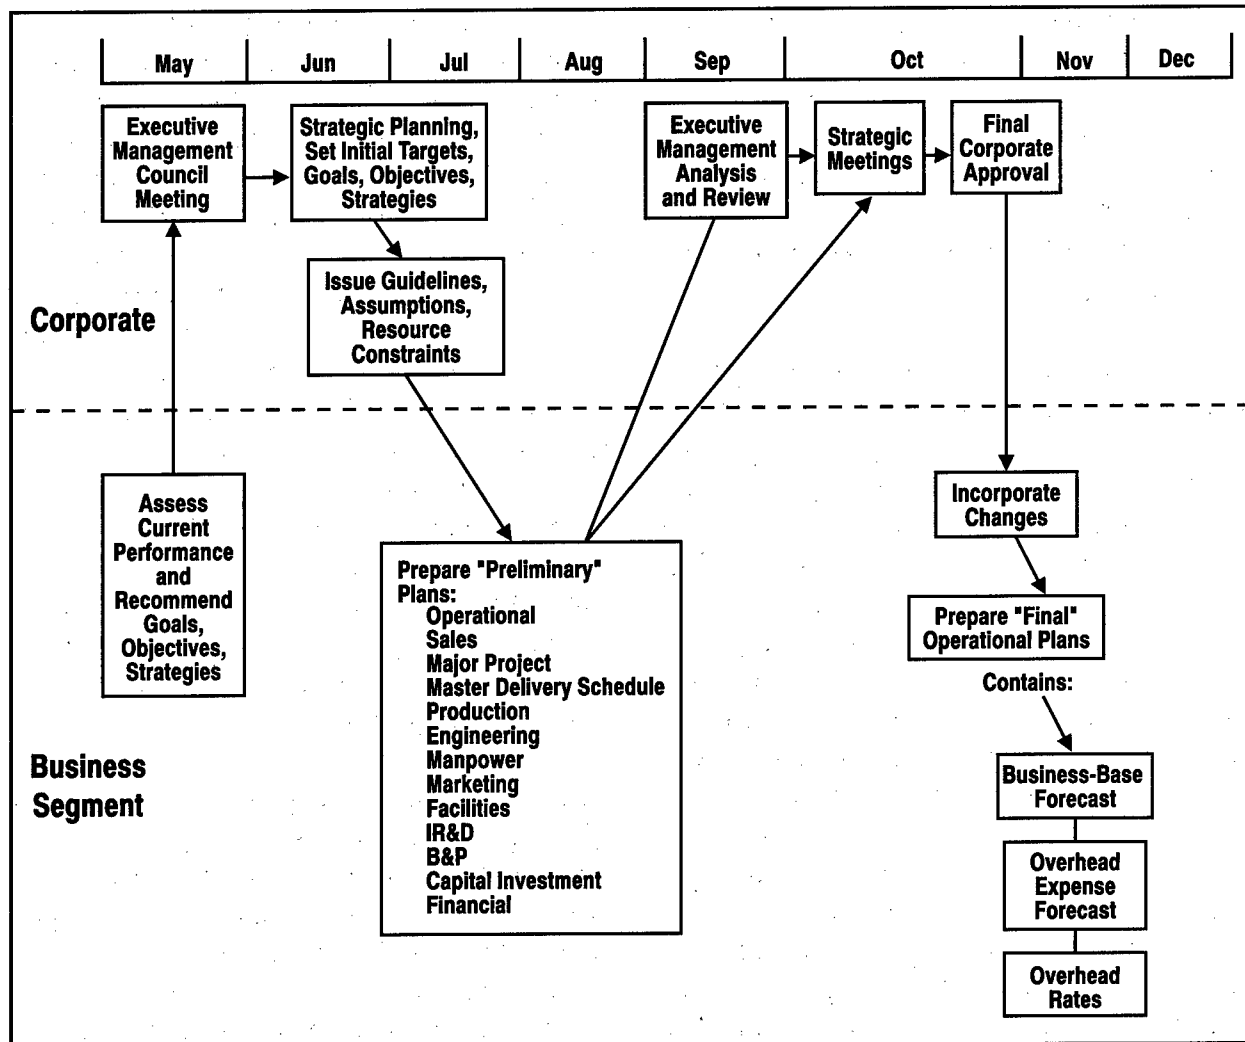 May Jun Jul Aug Sep Oct Nov Dec
Executive
Management
Council
Meeting
Strategic Planning,
Set Initial Targets,
Goals, Objectives,
Strategies
Executive
Management
Analysis
and Review
Strategic
Meetings
Final
Corporate
Approval
Issue Guidelines,
Assumptions,
Resource
Constraints
Corporate
Assess
Current
Performance
and
Recommend
Goals,
Objectives,
Strategies
Prepare "Preliminary"
Plans:
Operational
Sales
Major Project
Master Delivery Schedule
Production
Engineering
Manpower
Marketing
Facilities
IR&D
B&P
Capital Investment
Financial
Incorporate
Changes
Prepare "Final"
Operational Plans
Contains:
Business
Segment
Business-Base
Forecast
Overhead
Expense
Forecast
Overhead
Rates